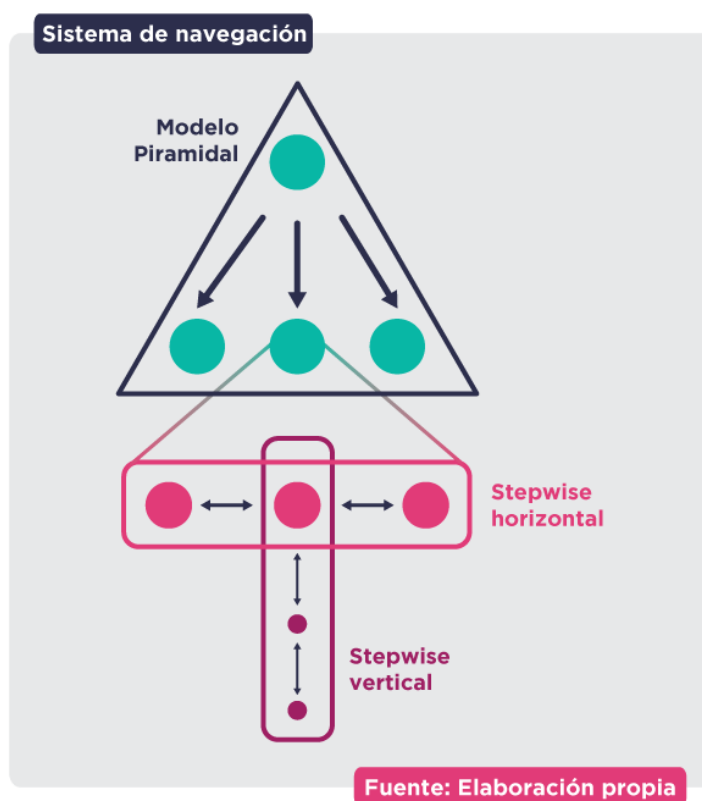 Sistema de navegación
Modelo
Piramidal
Stepwise
horizontal
Stepwise
vertical
Fuente: Elaboración propia